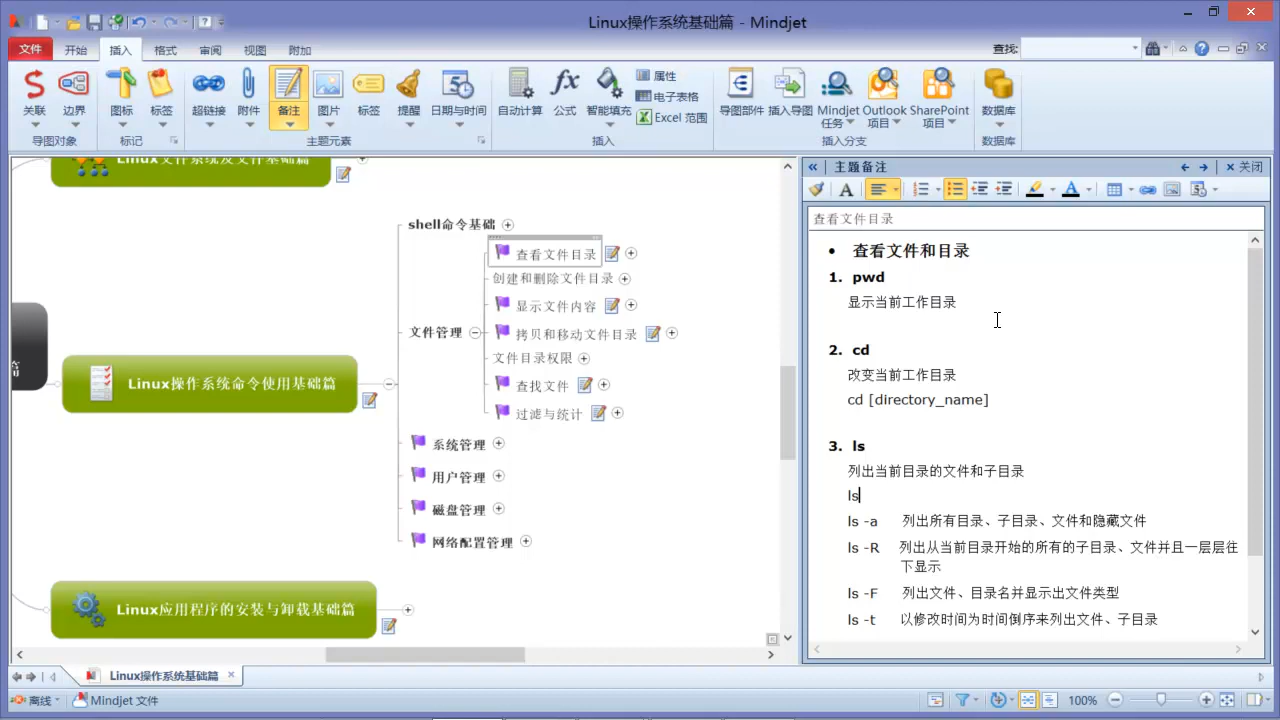 Linux操作系统基础篇 - Mindjet
文件 开始 插入 格式 审阅 视图 附加 查找:
关联 边界 图标 标签 超链接 附件 备注 图片 标签 提醒 日期与时间 自动计算 公式 智能填充 属性 电子表格 Excel 范围 导图部件 插入导图 Mindjet 任务 Outlook 项目 SharePoint 项目 数据库
导图对象 标记 主题元素 插入 插入分支 数据库
Linux文件系统及文件基础篇
shell命令基础
查看文件目录
创建和删除文件目录
显示文件内容
文件管理
拷贝和移动文件目录
文件目录权限
查找文件
过滤与统计
篇
Linux操作系统命令使用基础篇
系统管理
用户管理
磁盘管理
网络配置管理
Linux应用程序的安装与卸载基础篇
主题备注 关闭
查看文件目录
• 查看文件和目录
1. pwd
显示当前工作目录
2. cd
改变当前工作目录
cd [directory_name]
3. ls
列出当前目录的文件和子目录
ls
ls -a 列出所有目录、子目录、文件和隐藏文件
ls -R 列出从当前目录开始的所有的子目录、文件并且一层层往
下显示
ls -F 列出文件、目录名并显示出文件类型
ls -t 以修改时间为时间倒序来列出文件、子目录
Linux操作系统基础篇
离线 Mindjet 文件 100%